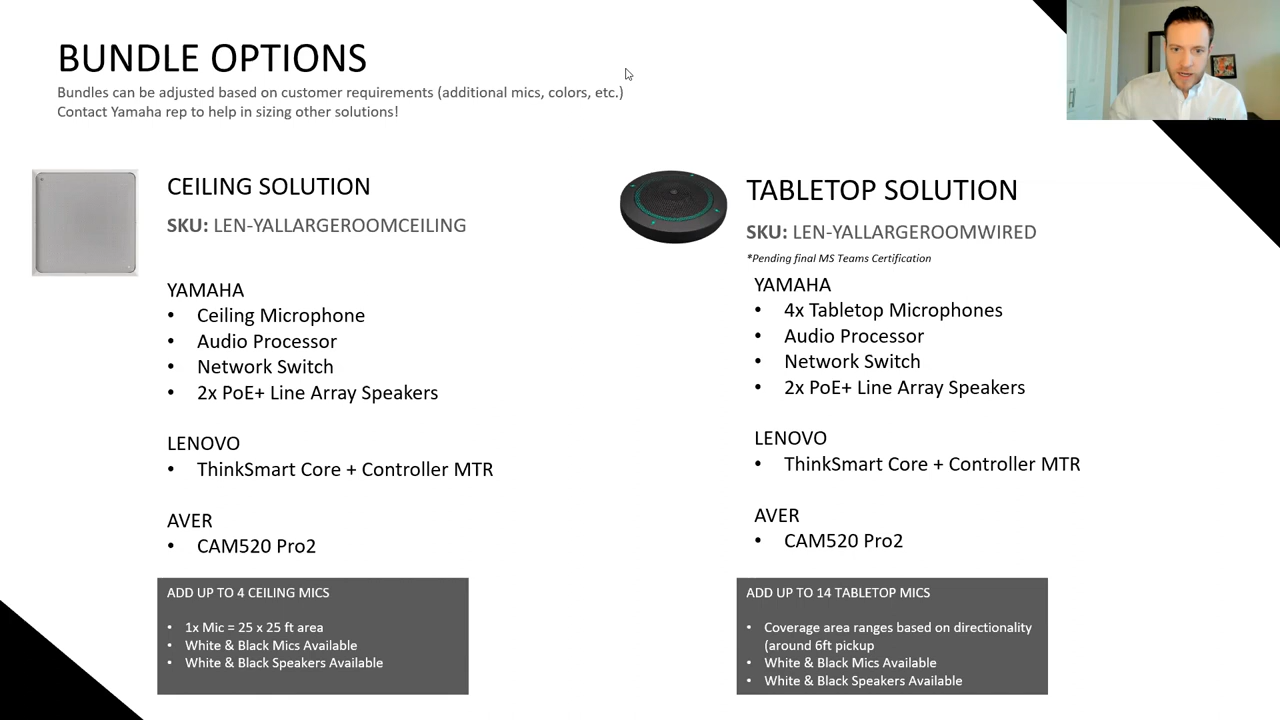 BUNDLE OPTIONS
Bundles can be adjusted based on customer requirements (additional mics, colors, etc.)
Contact Yamaha rep to help in sizing other solutions!
CEILING SOLUTION
SKU: LEN-YALLARGEROOMCEILING
YAMAHA
• Ceiling Microphone
• Audio Processor
• Network Switch
• 2x PoE+ Line Array Speakers
LENOVO
• ThinkSmart Core + Controller MTR
AVER
• CAM520 Pro2
ADD UP TO 4 CEILING MICS
• 1x Mic = 25 x 25 ft area
• White & Black Mics Available
• White & Black Speakers Available
TABLETOP SOLUTION
SKU: LEN-YALLARGEROOMWIRED
*Pending final MS Teams Certification
YAMAHA
• 4x Tabletop Microphones
• Audio Processor
• Network Switch
• 2x PoE+ Line Array Speakers
LENOVO
• ThinkSmart Core + Controller MTR
AVER
• CAM520 Pro2
ADD UP TO 14 TABLETOP MICS
• Coverage area ranges based on directionality
(around 6ft pickup
• White & Black Mics Available
• White & Black Speakers Available